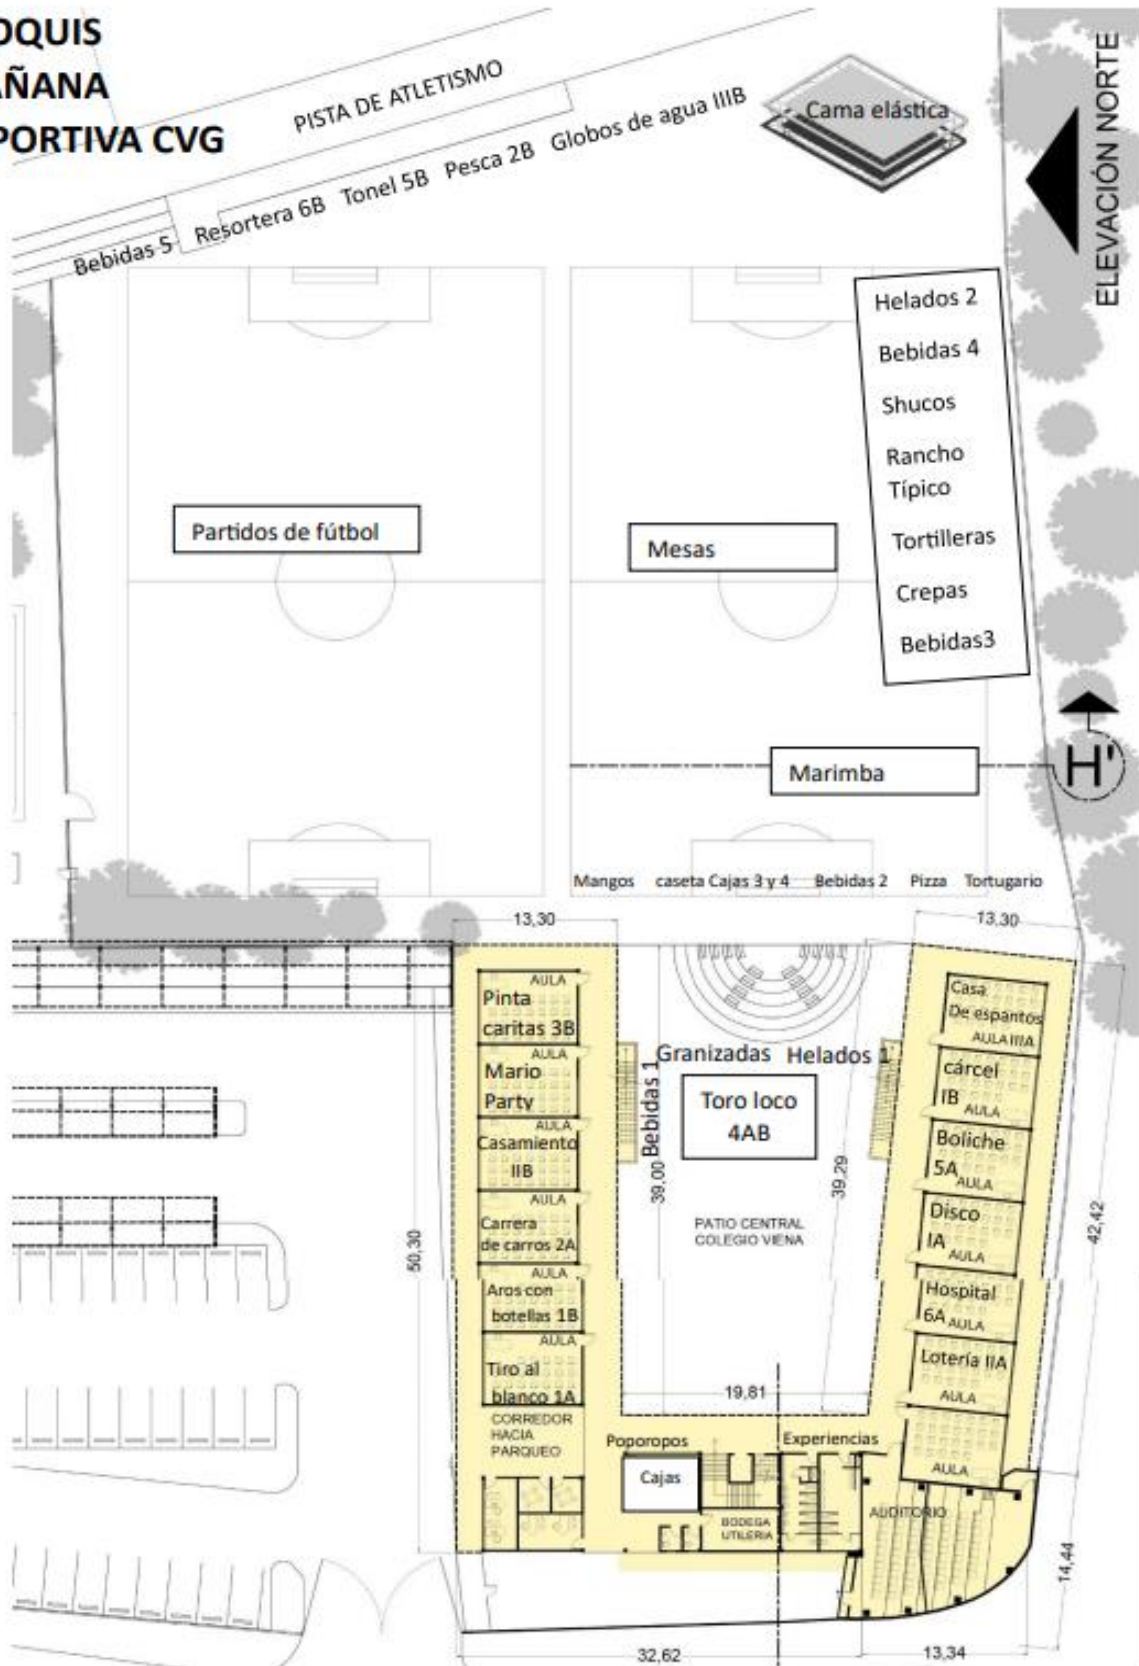 OQUIS
AÑANA
PORTIVA CVG
PISTA DE ATLETISMO
Cama elástica
ELEVACIÓN NORTE
Bebidas 5 Resortera 6B Tonel 5B Pesca 2B Globos de agua IIIB
Helados 2
Bebidas 4
Shucos
Rancho
Típico
Tortilleras
Crepas
Bebidas3
Partidos de fútbol
Mesas
Marimba
H'
Mangos caseta Cajas 3 y 4 Bebidas 2 Pizza Tortugario
13,30
13,30
AULA
Pinta
caritas 3B
AULA
Mario
Party
AULA
Casamiento
IIB
AULA
Carrera
de carros 2A
AULA
Aros con
botellas 1B
AULA
Tiro al
blanco 1A
CORREDOR
HACIA
PARQUEO
50,30
Bebidas 1
39,00
Granizadas Helados 1
Toro loco
4AB
39,29
PATIO CENTRAL
COLEGIO VIENA
19,81
Casa
De espantos
AULA IIIA
cárcel
IB
AULA
Boliche
5A
AULA
Disco
IA
AULA
Hospital
6A
AULA
Lotería IIA
AULA
AULA
42,42
Poporopos
Cajas
Experiencias
BODEGA
UTILERIA
AUDITORIO
14,44
32,62
13,34